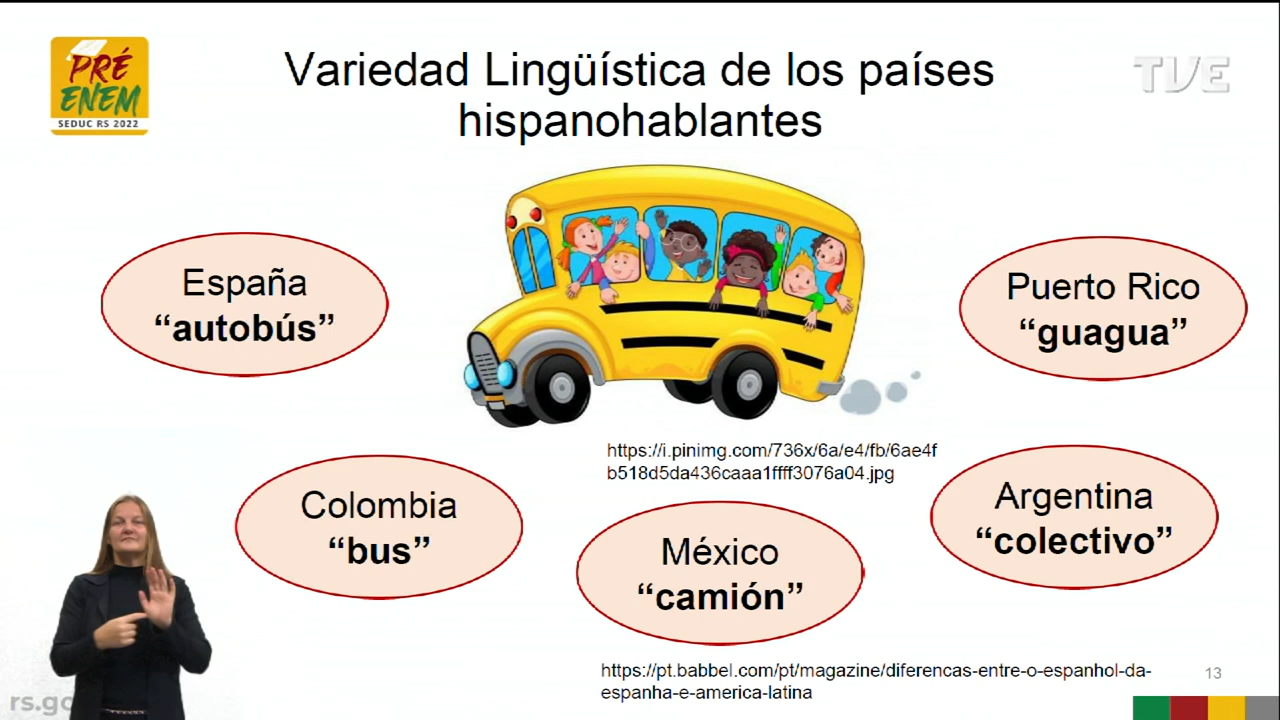 PRÉ
ENEM
SEDUC RS 2022
Variedad Lingüística de los países
hispanohablantes
TVE
España
“autobús”
Puerto Rico
“guagua”
https://i.pinimg.com/736x/6a/e4/fb/6ae4f
b518d5da436caaa1ffff3076a04.jpg
Colombia
“bus”
México
“camión”
Argentina
“colectivo”
https://pt.babbel.com/pt/magazine/diferencas-entre-o-espanhol-da-
espanha-e-america-latina
13
rs.go